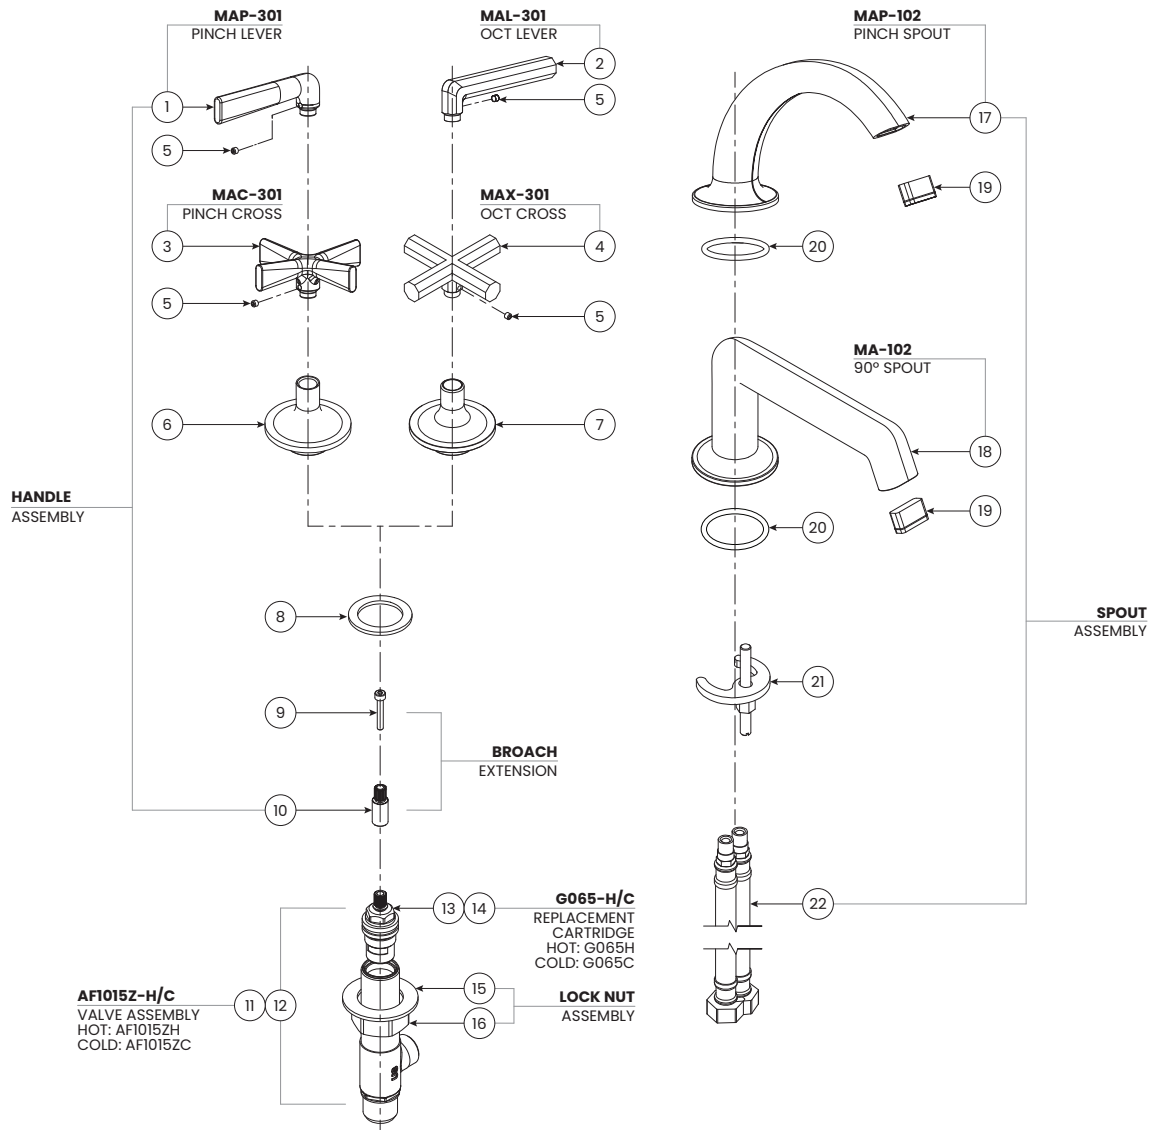 MAP-301
PINCH LEVER
MAL-301
OCT LEVER
MAP-102
PINCH SPOUT
1
2
5
5
17
MAC-301
PINCH CROSS
MAX-301
OCT CROSS
19
3
4
20
5
5
MA-102
90° SPOUT
6
7
18
HANDLE
ASSEMBLY
19
20
8
SPOUT
ASSEMBLY
21
9
BROACH
EXTENSION
10
13
14
G065-H/C
REPLACEMENT
CARTRIDGE
HOT: G065H
COLD: G065C
22
AF1015Z-H/C
VALVE ASSEMBLY
HOT: AF1015ZH
COLD: AF1015ZC
11
12
15
16
LOCK NUT
ASSEMBLY